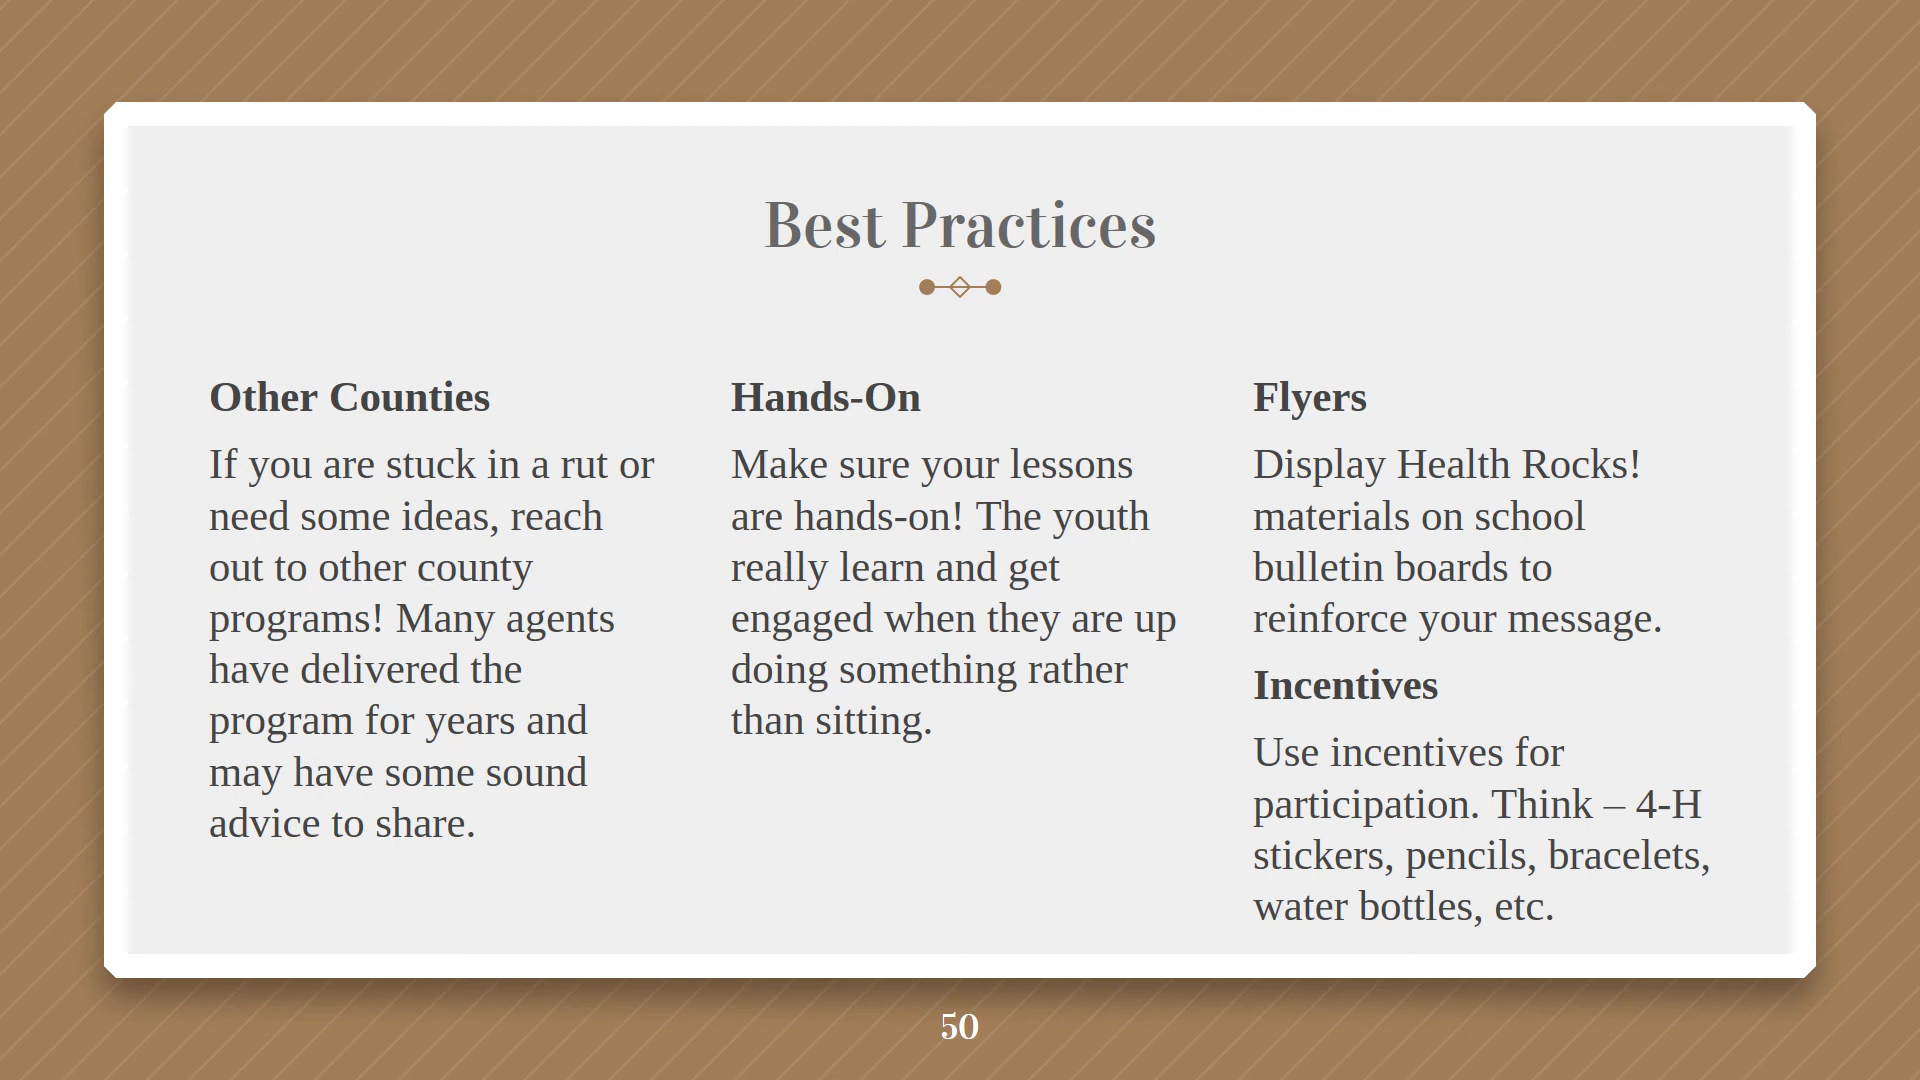 Best Practices
Other Counties
If you are stuck in a rut or
need some ideas, reach
out to other county
programs! Many agents
have delivered the
program for years and
may have some sound
advice to share.
Hands-On
Make sure your lessons
are hands-on! The youth
really learn and get
engaged when they are up
doing something rather
than sitting.
Flyers
Display Health Rocks!
materials on school
bulletin boards to
reinforce your message.
Incentives
Use incentives for
participation. Think – 4-H
stickers, pencils, bracelets,
water bottles, etc.
50